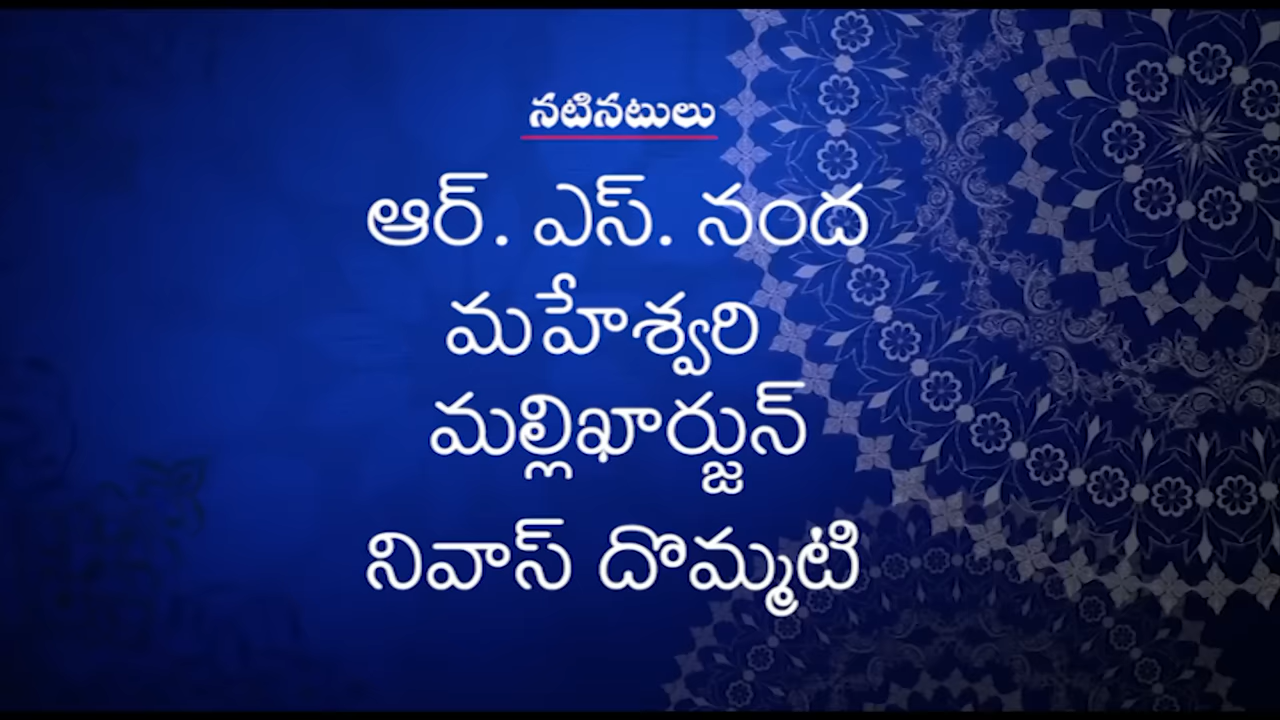 నటినటులు
ఆర్. ఎస్. నంద
మహేశ్వరి
మల్లిఖార్జున్
నివాస్ దొమ్మటి